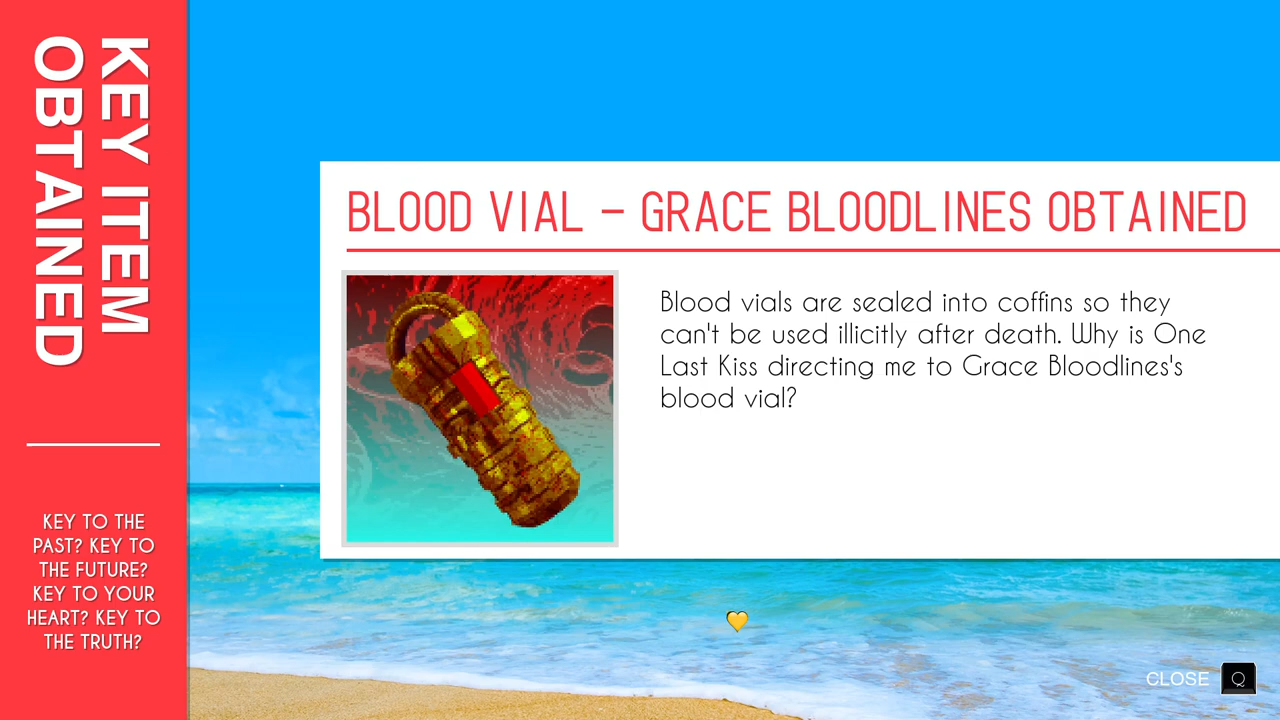 KEY ITEM
OBTAINED
KEY TO THE
PAST? KEY TO
THE FUTURE?
KEY TO YOUR
HEART? KEY TO
THE TRUTH?
BLOOD VIAL - GRACE BLOODLINES OBTAINED
Blood vials are sealed into coffins so they
can't be used illicitly after death. Why is One
Last Kiss directing me to Grace Bloodlines's
blood vial?
CLOSE Q